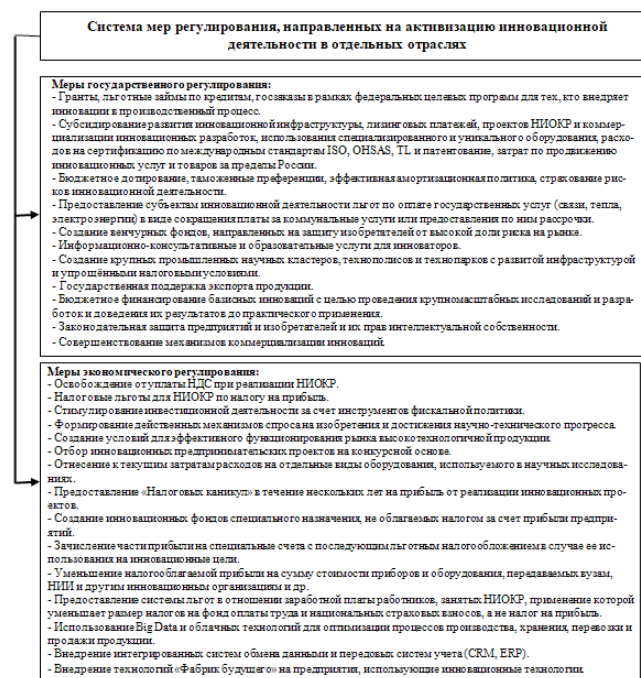 Система мер регулирования, направленных на активизацию инновационной
деятельности в отдельных отраслях
Меры государственного регулирования:
- Гранты, льготные займы по кредитам, госзаказы в рамках федеральных целевых программ для тех, кто внедряет
инновации в производственный процесс.
- Субсидирование развития инновационной инфраструктуры, лизинговых платежей, проектов НИОКР и коммер-
циализации инновационных разработок, использования специализированного и уникального оборудования, расхо-
дов на сертификацию по международным стандартам ISO, OHSAS, TL и патентование, затрат по продвижению
инновационных услуг и товаров за пределы России.
- Бюджетное дотирование, таможенные преференции, эффективная амортизационная политика, страхование рис-
ков инновационной деятельности.
- Предоставление субъектам инновационной деятельности льгот по оплате государственных услуг (связи, тепла,
электроэнергии) в виде сокращения платы за коммунальные услуги или предоставления по ним рассрочки.
- Создание венчурных фондов, направленных на защиту изобретателей от высокой доли риска на рынке.
- Информационно-консультативные и образовательные услуги для инноваторов.
- Создание крупных промышленных научных кластеров, технополисов и технопарков с развитой инфраструктурой
и упрощёнными налоговыми условиями.
- Государственная поддержка экспорта продукции.
- Бюджетное финансирование базисных инноваций с целью проведения крупномасштабных исследований и разра-
боток и доведения их результатов до практического применения.
- Законодательная защита предприятий и изобретателей и их прав интеллектуальной собственности.
- Совершенствование механизмов коммерциализации инноваций.
Меры экономического регулирования:
- Освобождение от уплаты НДС при реализации НИОКР.
- Налоговые льготы для НИОКР по налогу на прибыль.
- Стимулирование инвестиционной деятельности за счет инструментов фискальной политики.
- Формирование действенных механизмов спроса на изобретения и достижения научно-технического прогресса.
- Создание условий для эффективного функционирования рынка высокотехнологичной продукции.
- Отбор инновационных предпринимательских проектов на конкурсной основе.
- Отнесение к текущим затратам расходов на отдельные виды оборудования, используемого в научных исследова-
ниях.
- Предоставление «Налоговых каникул» в течение нескольких лет на прибыль от реализации инновационных про-
ектов.
- Создание инновационных фондов специального назначения, не облагаемых налогом за счет прибыли предпри-
ятий.
- Зачисление части прибыли на специальные счета с последующим льготным налогообложением в случае ее ис-
пользования на инновационные цели.
- Уменьшение налогооблагаемой прибыли на сумму стоимости приборов и оборудования, передаваемых вузам,
НИИ и другим инновационным организациям и др.
- Предоставление системы льгот в отношении заработной платы работников, занятых НИОКР, применение которой
уменьшает размер налогов на фонд оплаты труда и национальных страховых взносов, а не налог на прибыль.
- Использование Big Data и облачных технологий для оптимизации процессов производства, хранения, перевозки и
продажи продукции.
- Внедрение интегрированных систем обмена данными и передовых систем учета (CRM, ERP).
- Внедрение технологий «Фабрик будущего» на предприятия, использующие инновационные технологии.